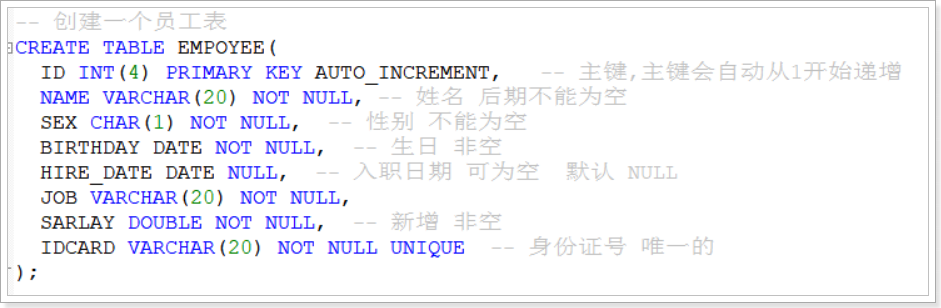 -- 创建一个员工表
CREATE TABLE EMPOYEE(
ID INT(4) PRIMARY KEY AUTO_INCREMENT, -- 主键,主键会自动从1开始递增
NAME VARCHAR(20) NOT NULL, -- 姓名 后期不能为空
SEX CHAR(1) NOT NULL, -- 性别 不能为空
BIRTHDAY DATE NOT NULL, -- 生日 非空
HIRE_DATE DATE NULL, -- 入职日期 可为空 默认 NULL
JOB VARCHAR(20) NOT NULL,
SARLAY DOUBLE NOT NULL, -- 新增 非空
IDCARD VARCHAR(20) NOT NULL UNIQUE -- 身份证号 唯一的
);